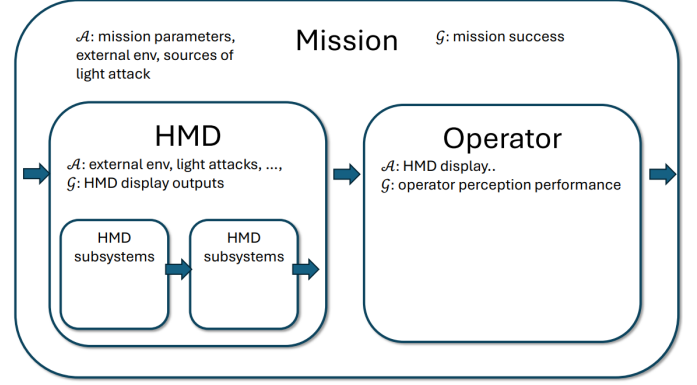 𝒜: mission parameters,
external env, sources of
light attack
Mission
𝒢: mission success
HMD
𝒜: external env, light attacks, ...,
𝒢: HMD display outputs
HMD
subsystems
HMD
subsystems
Operator
𝒜: HMD display..
𝒢: operator perception performance